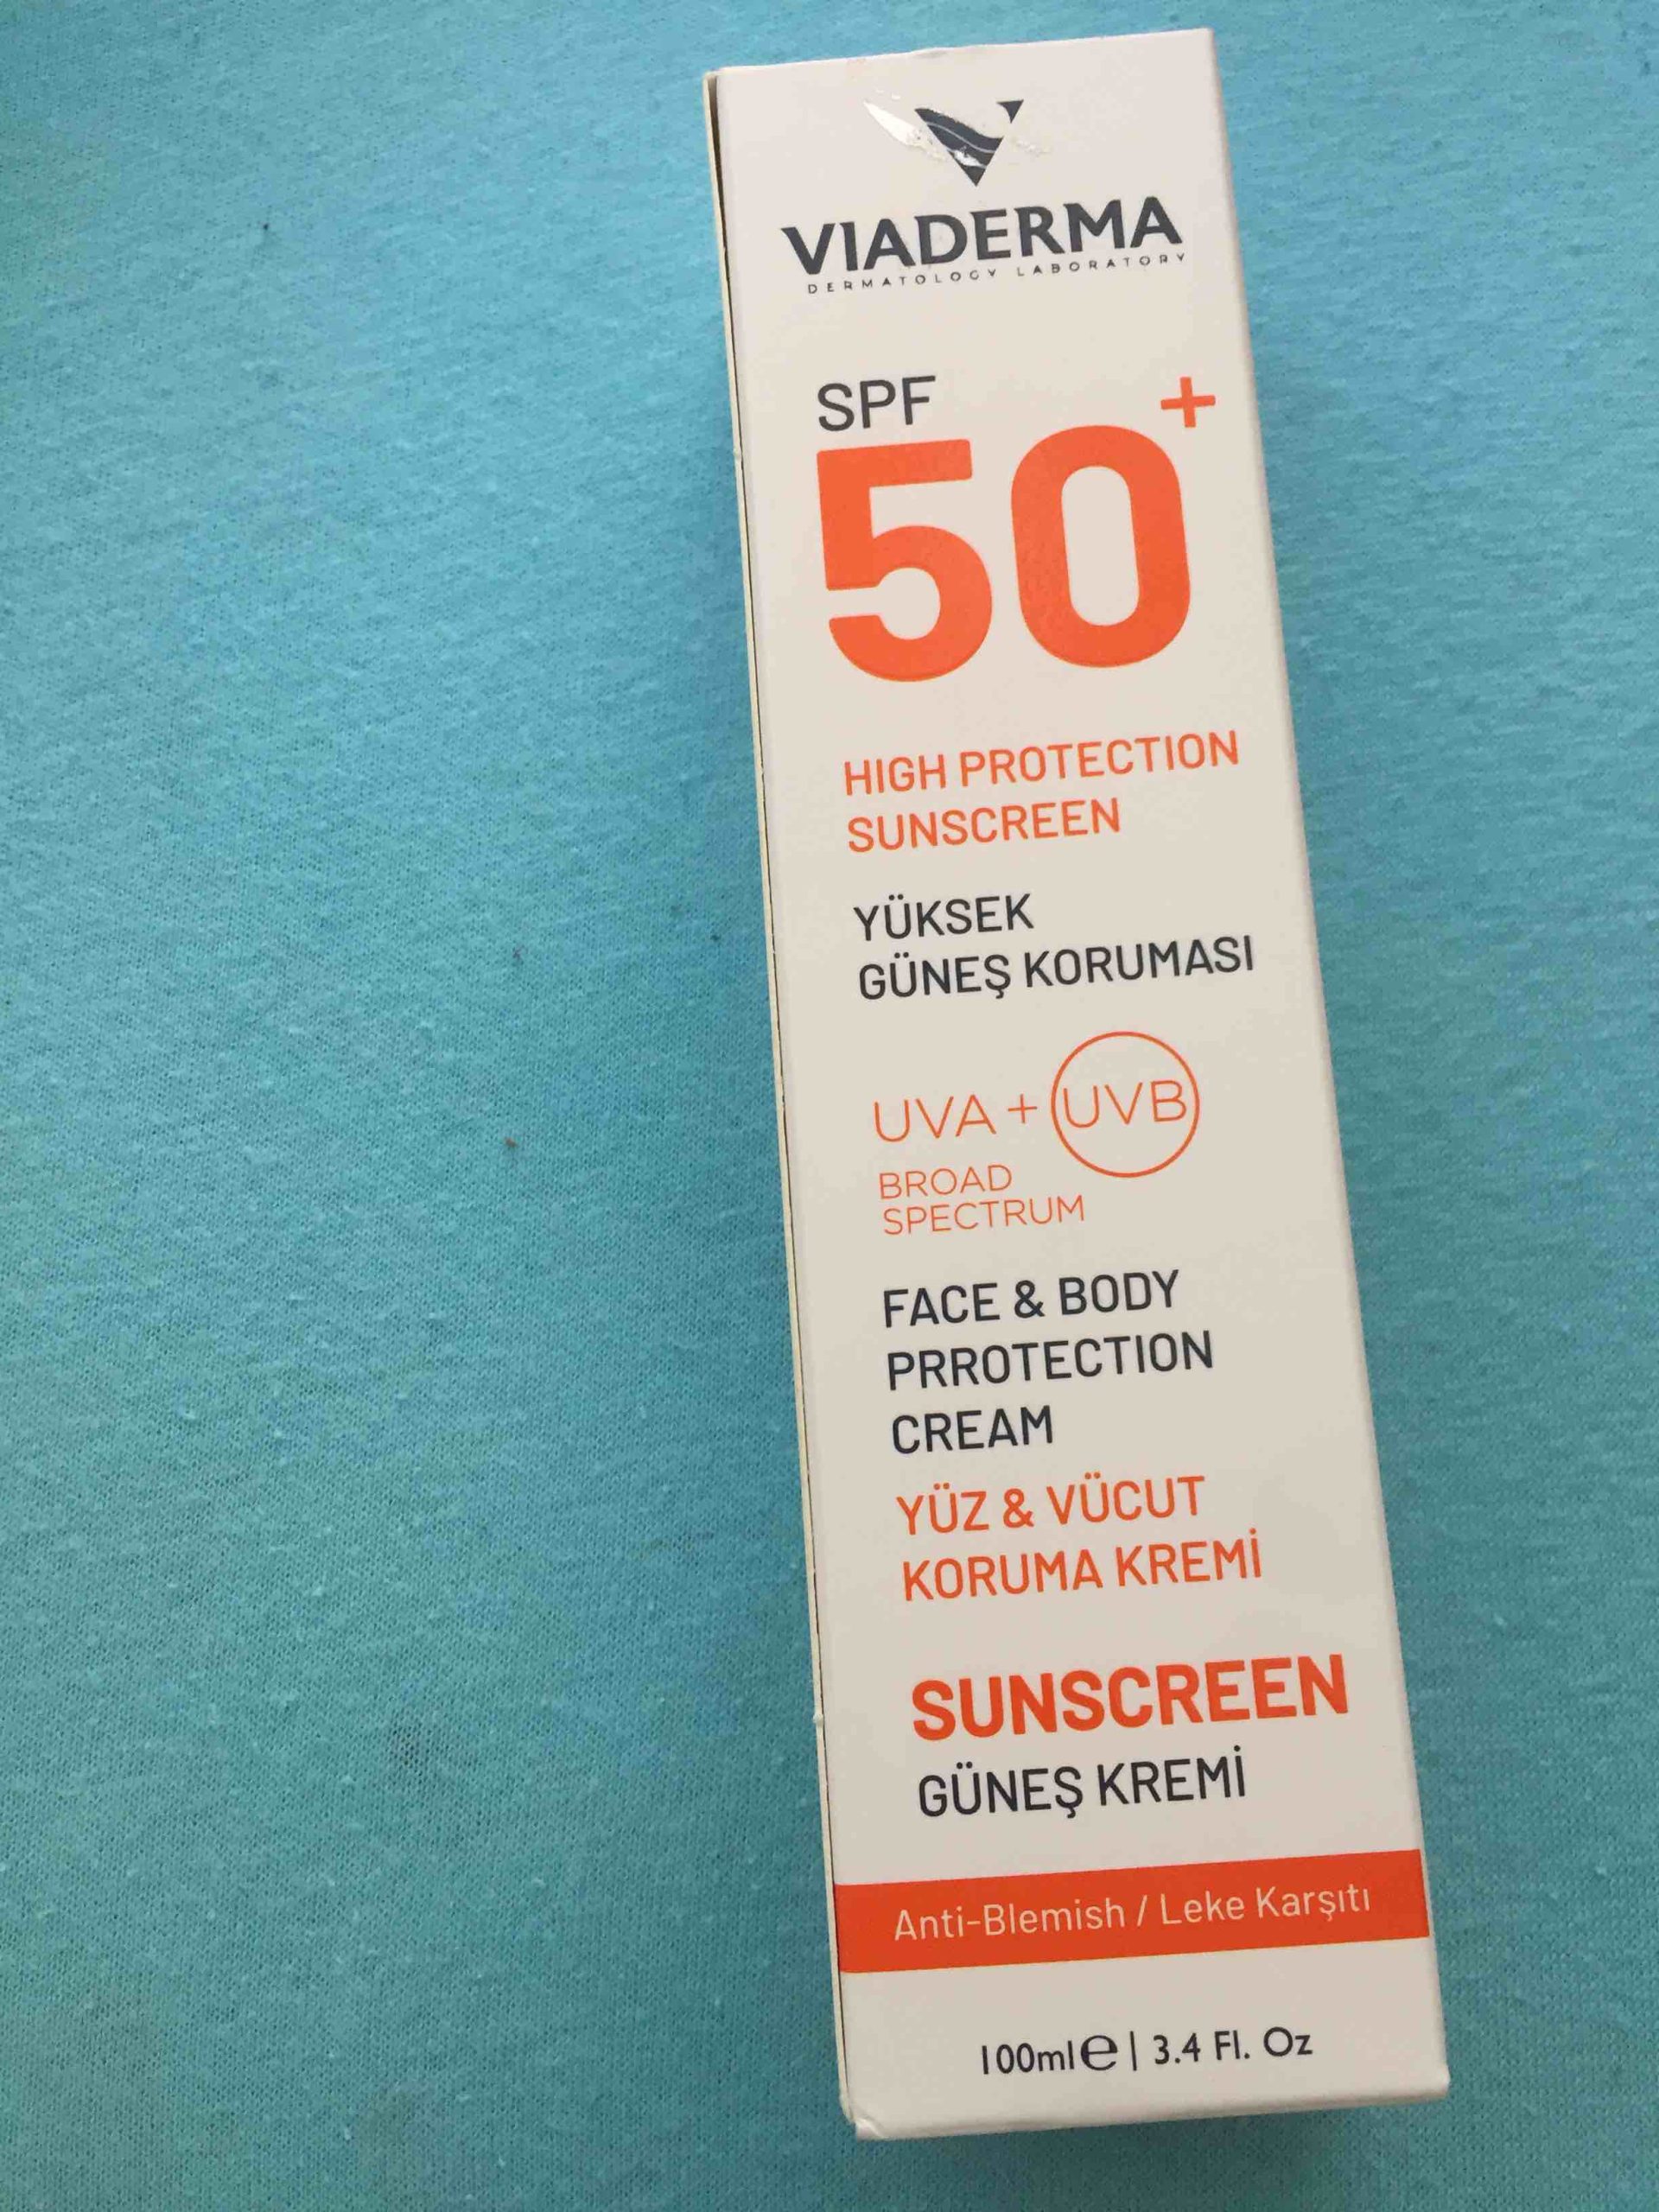 VIADERMA
DERMATOLOGY LABORATORY
SPF
50+
HIGH PROTECTION
SUNSCREEN
YÜKSEK
GÜNEŞ KORUMASI
UVA + UVB
BROAD
SPECTRUM
FACE & BODY
PRROTECTION
CREAM
YÜZ & VÜCUT
KORUMA KREMİ
SUNSCREEN
GÜNEŞ KREMİ
Anti-Blemish / Leke Karşıtı
100ml℮ | 3.4 Fl. Oz